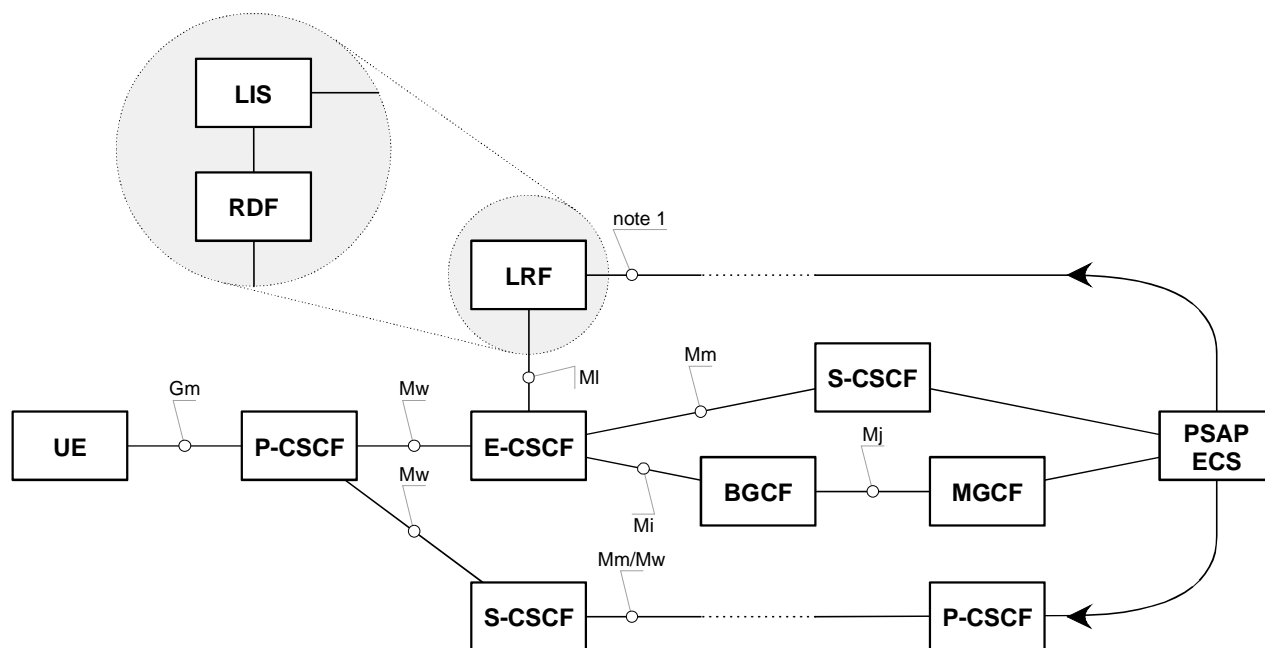 LIS
RDF
note 1
LRF
Mm
Ml
S-CSCF
Gm
Mw
UE
P-CSCF
E-CSCF
PSAP
ECS
Mw
Mj
BGCF
MGCF
Mi
Mm/Mw
S-CSCF
P-CSCF